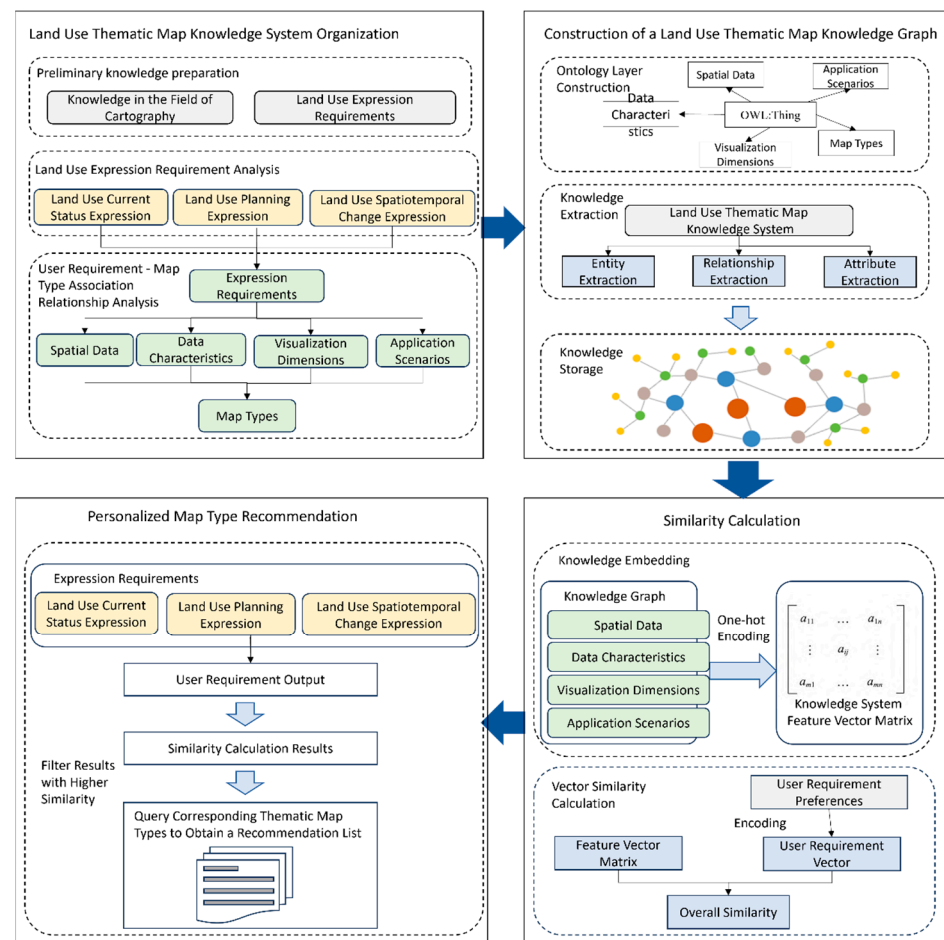 Land Use Thematic Map Knowledge System Organization
Preliminary knowledge preparation
Knowledge in the Field of
Cartography
Land Use Expression
Requirements
Land Use Expression Requirement Analysis
Land Use Current
Status Expression
Land Use Planning
Expression
Land Use Spatiotemporal
Change Expression
User Requirement - Map
Type Association
Relationship Analysis
Expression
Requirements
Spatial Data
Data
Characteristics
Visualization
Dimensions
Application
Scenarios
Map Types
Construction of a Land Use Thematic Map Knowledge Graph
Ontology Layer
Construction
Spatial Data
Application
Scenarios
Data
Characteri
stics
OWL:Thing
Visualization
Dimensions
Map Types
Knowledge
Extraction
Land Use Thematic Map
Knowledge System
Entity
Extraction
Relationship
Extraction
Attribute
Extraction
Knowledge
Storage
Personalized Map Type Recommendation
Expression Requirements
Land Use Current
Status Expression
Land Use Planning
Expression
Land Use Spatiotemporal
Change Expression
User Requirement Output
Similarity Calculation Results
Filter Results
with Higher
Similarity
Query Corresponding Thematic Map
Types to Obtain a Recommendation List
Similarity Calculation
Knowledge Embedding
Knowledge Graph
Spatial Data
Data Characteristics
Visualization Dimensions
Application Scenarios
One-hot
Encoding
a11 … a1n
⋮ aij ⋮
am1 … amn
Knowledge System
Feature Vector Matrix
Vector Similarity
Calculation
User Requirement
Preferences
Encoding
Feature Vector
Matrix
User Requirement
Vector
Overall Similarity